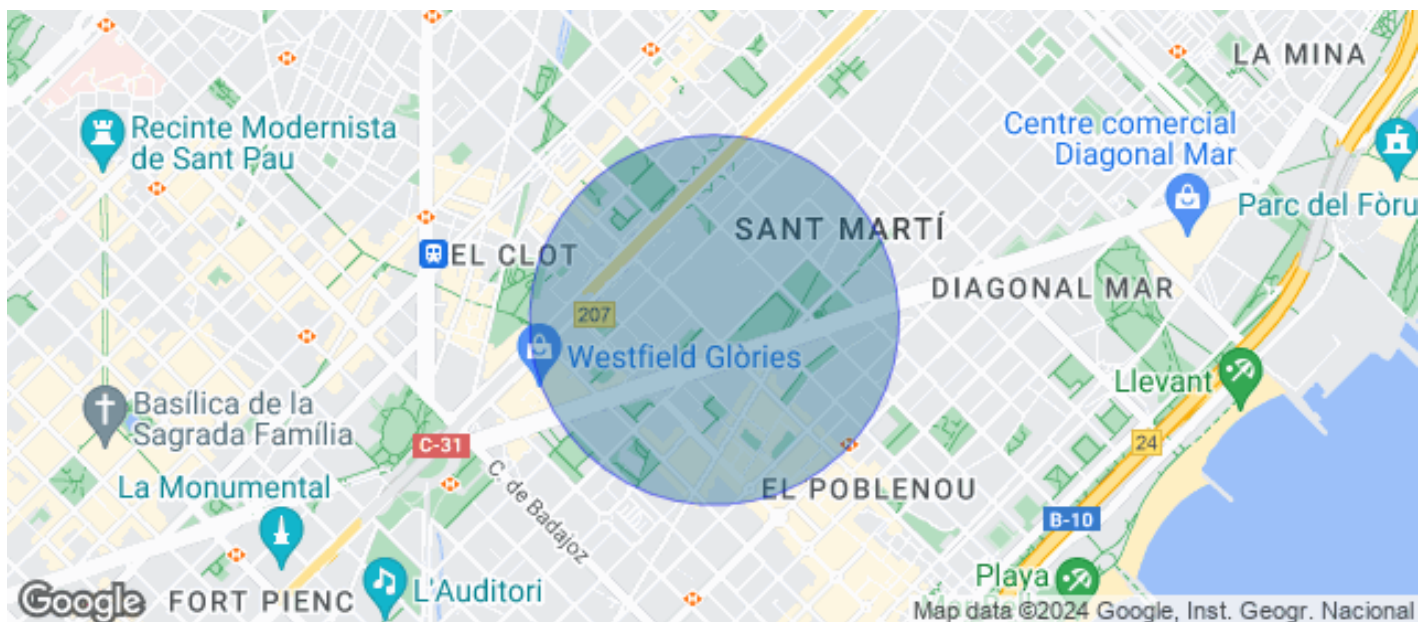 LA MINA
Recinte Modernista
de Sant Pau
Centre comercial
Diagonal Mar
Parc del Fòru
SANT MARTÍ
EL CLOT
DIAGONAL MAR
207
Westfield Glòries
Llevant
Basílica de la
Sagrada Família
C-31
24
La Monumental
C. de Badajoz
EL POBLENOU
B-10
Playa
L'Auditori
FORT PIENC
Google
Map data ©2024 Google, Inst. Geogr. Nacional